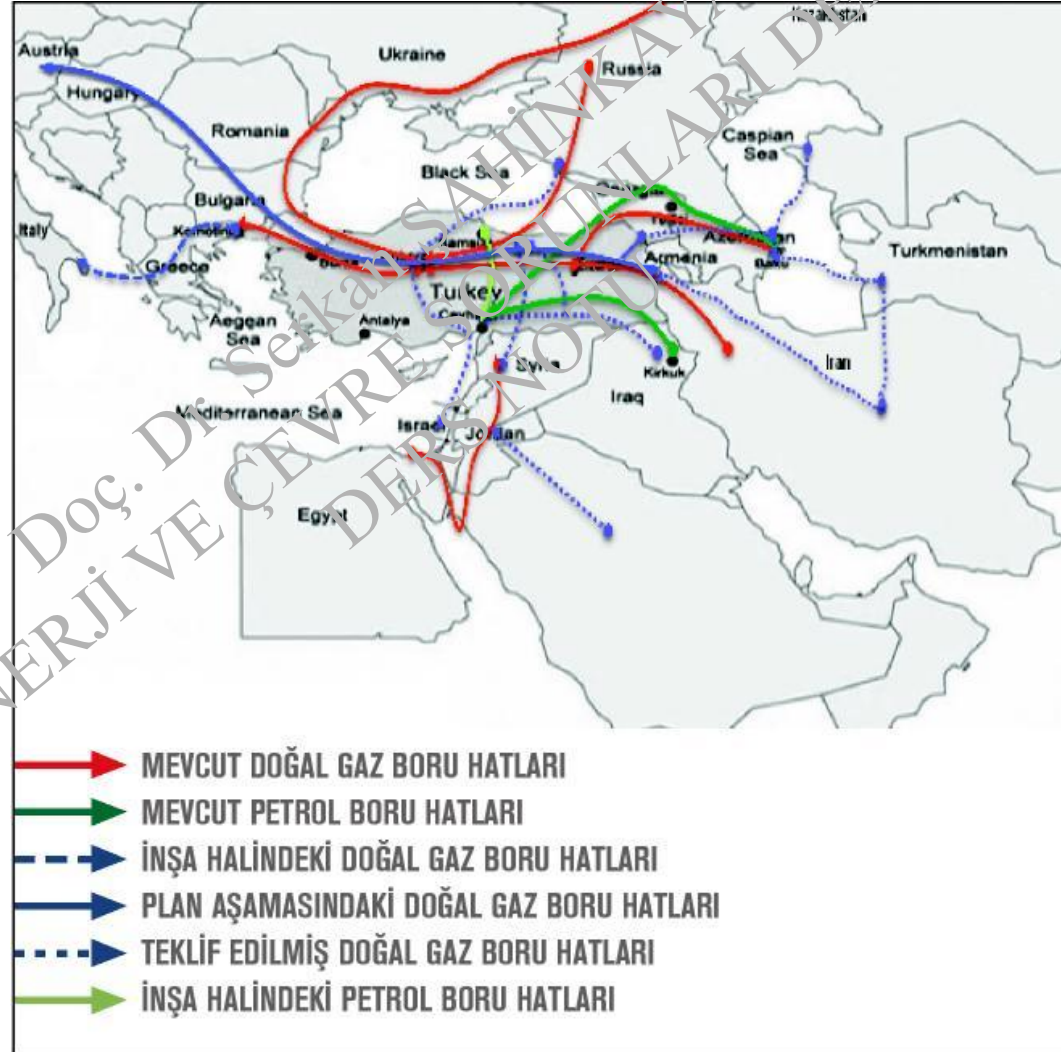 Kazakhstan
Austria
Ukraine
Russia
Hungary
Romania
Caspian
Sea
Black Sea
Bulgaria
Italy
Greece
Armenia
Baku
Turkmenistan
Turkey
Aegean
Sea
Antalya
Syria
Iran
Kirkuk
Iraq
Mediterranean Sea
Israel
Jordan
Egypt
Doç. Dr. Serkan ŞAHİNKAYA
ENERJİ VE ÇEVRE SORUNLARI
DERS NOTU
MEVCUT DOĞAL GAZ BORU HATLARI
MEVCUT PETROL BORU HATLARI
İNŞA HALİNDEKİ DOĞAL GAZ BORU HATLARI
PLAN AŞAMASINDAKİ DOĞAL GAZ BORU HATLARI
TEKLİF EDİLMİŞ DOĞAL GAZ BORU HATLARI
İNŞA HALİNDEKİ PETROL BORU HATLARI